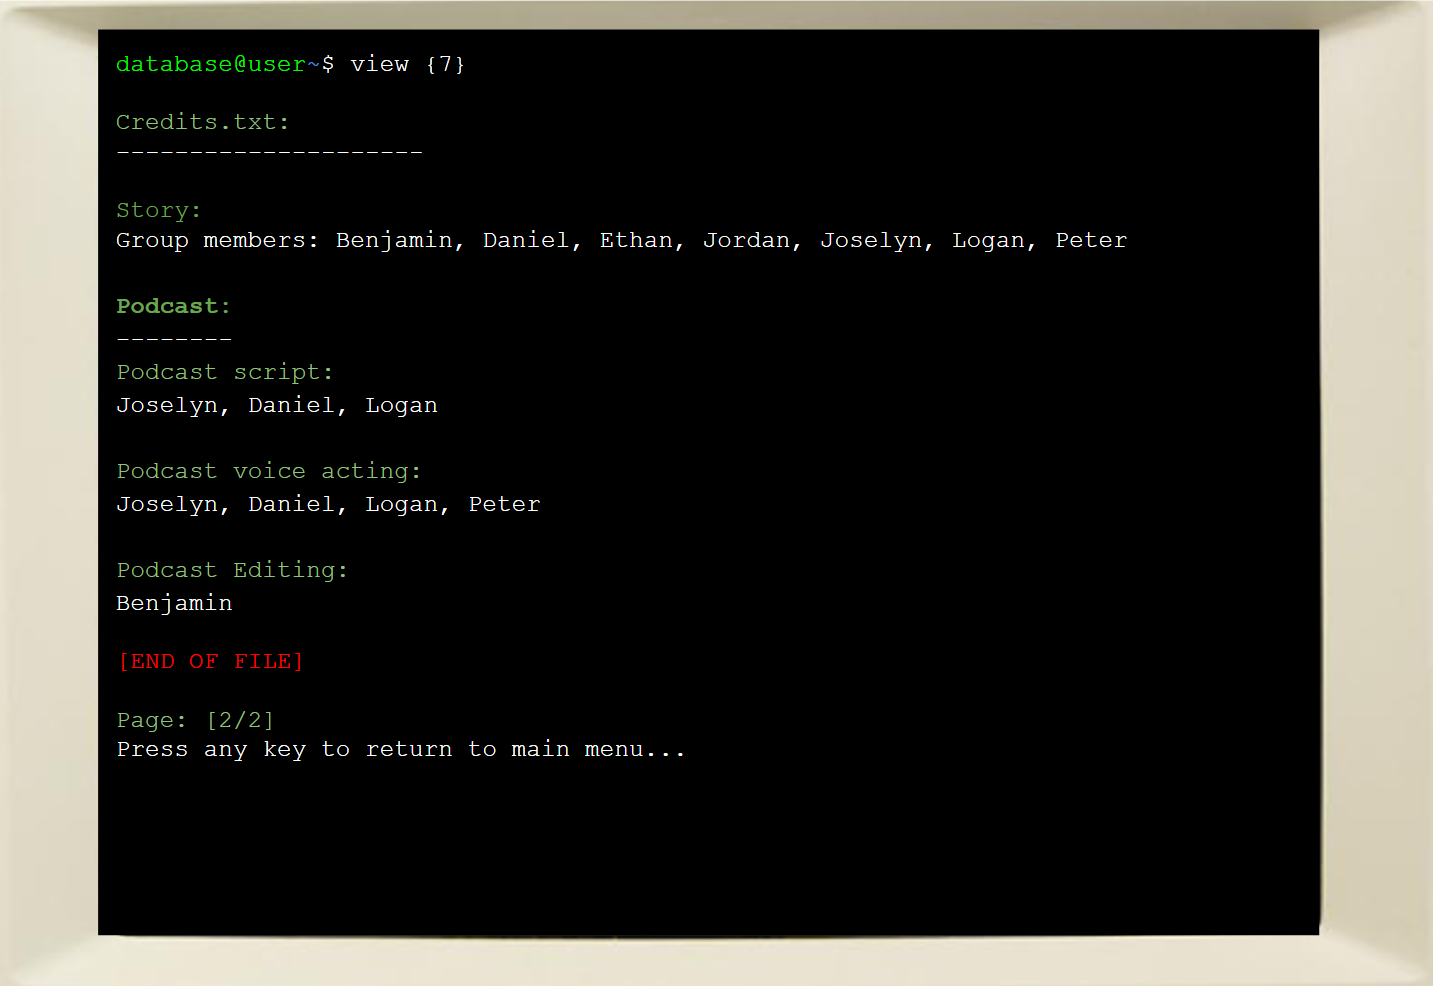 database@user~$ view {7}
Credits.txt:
---------------------
Story:
Group members: Benjamin, Daniel, Ethan, Jordan, Joselyn, Logan, Peter
Podcast:
--------
Podcast script:
Joselyn, Daniel, Logan
Podcast voice acting:
Joselyn, Daniel, Logan, Peter
Podcast Editing:
Benjamin
[END OF FILE]
Page: [2/2]
Press any key to return to main menu...